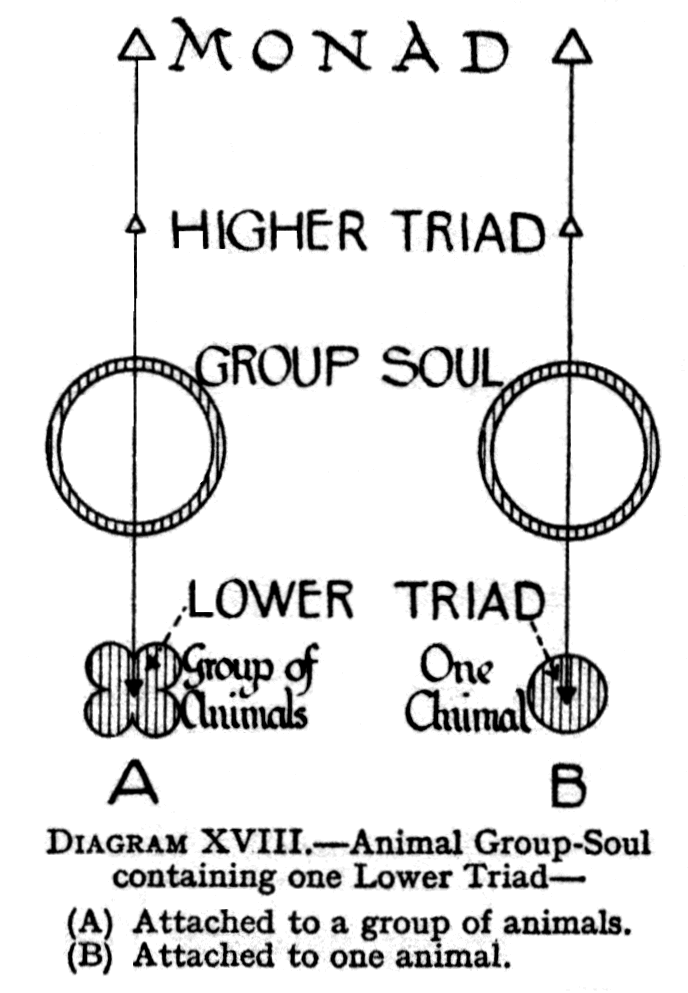 MONAD
HIGHER TRIAD
GROUP SOUL
LOWER TRIAD
Group of
Animals
One
Animal
A
B
DIAGRAM XVIII.—Animal Group-Soul
containing one Lower Triad—
(A) Attached to a group of animals.
(B) Attached to one animal.